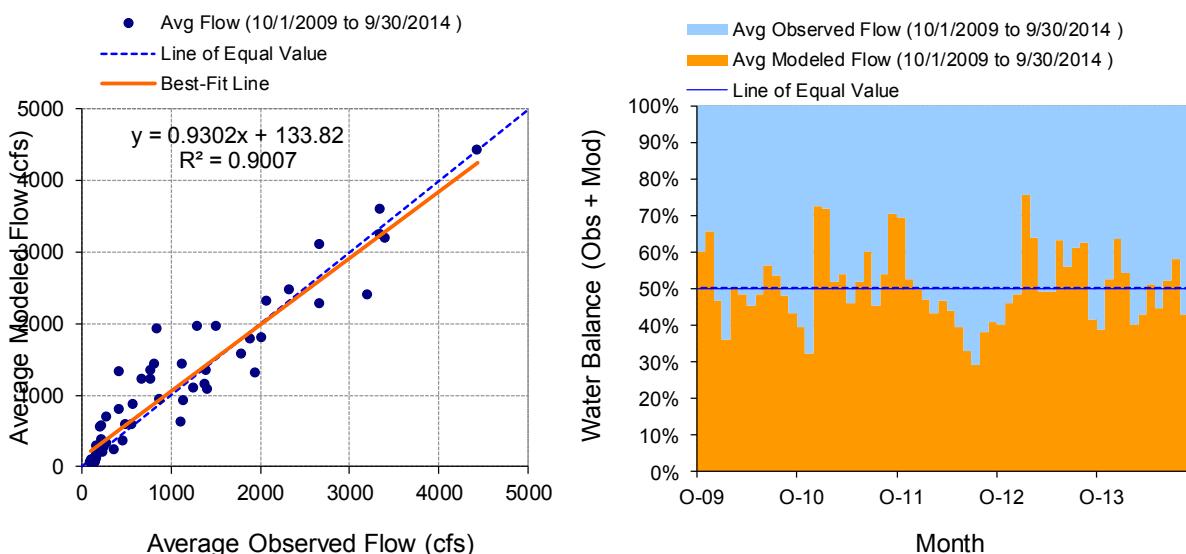 Avg Flow (10/1/2009 to 9/30/2014 )
Line of Equal Value
Best-Fit Line
y = 0.9302x + 133.82
R² = 0.9007
Average Modeled Flow (cfs)
5000
4000
3000
2000
1000
0
0 1000 2000 3000 4000 5000
Average Observed Flow (cfs)
Avg Observed Flow (10/1/2009 to 9/30/2014 )
Avg Modeled Flow (10/1/2009 to 9/30/2014 )
Line of Equal Value
Water Balance (Obs + Mod)
100%
90%
80%
70%
60%
50%
40%
30%
20%
10%
0%
O-09 O-10 O-11 O-12 O-13
Month